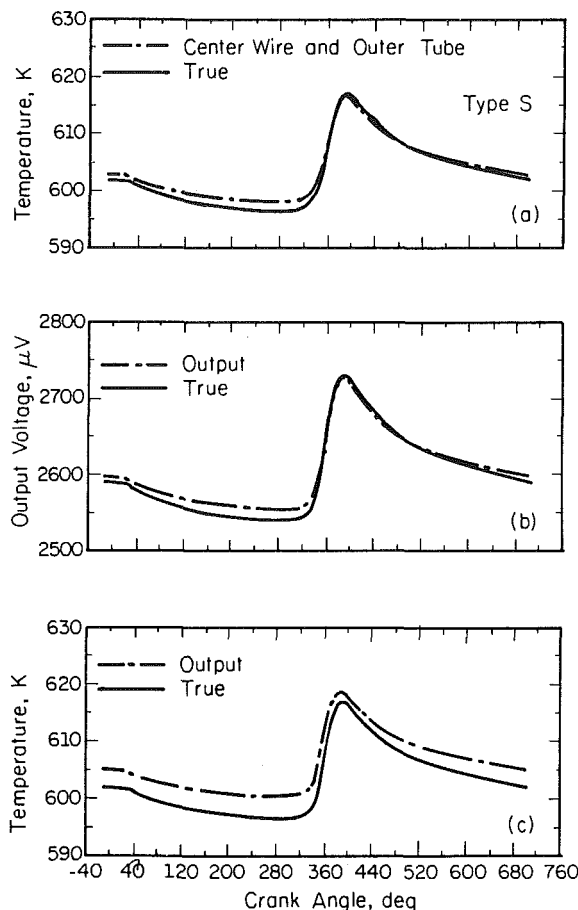 630
620
610
600
590
Temperature, K
Center Wire and Outer Tube
True
Type S
(a)
2800
2700
2600
2500
Output Voltage, μV
Output
True
(b)
630
620
610
600
590
Temperature, K
Output
True
(c)
-40 40 120 200 280 360 440 520 600 680 760
Crank Angle, deg